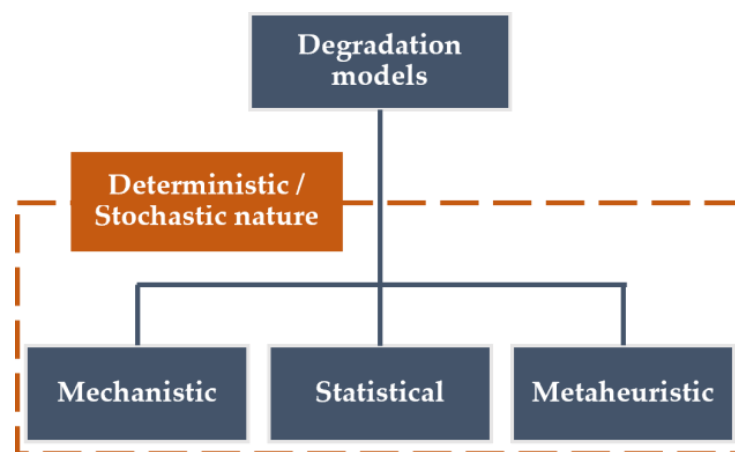 Degradation
models
Deterministic /
Stochastic nature
Mechanistic
Statistical
Metaheuristic